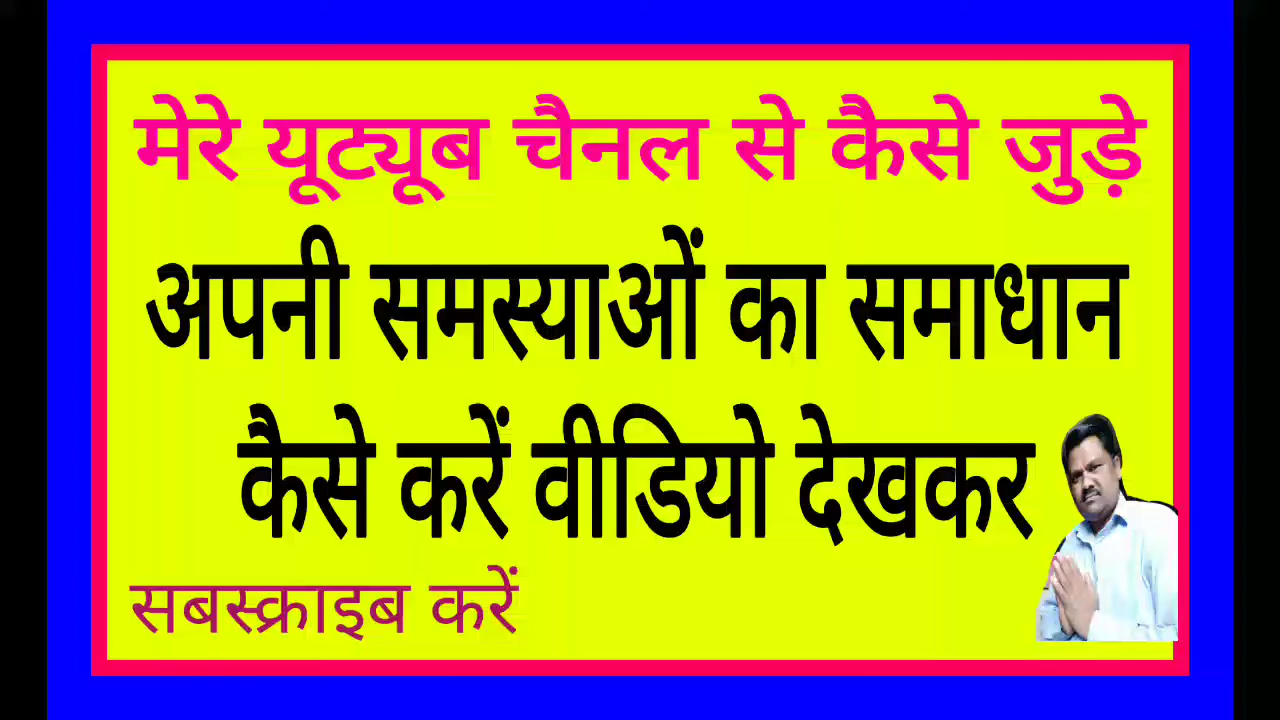 मेरे यूट्यूब चैनल से कैसे जुड़े
अपनी समस्याओं का समाधान
कैसे करें वीडियो देखकर
सबस्क्राइब करें